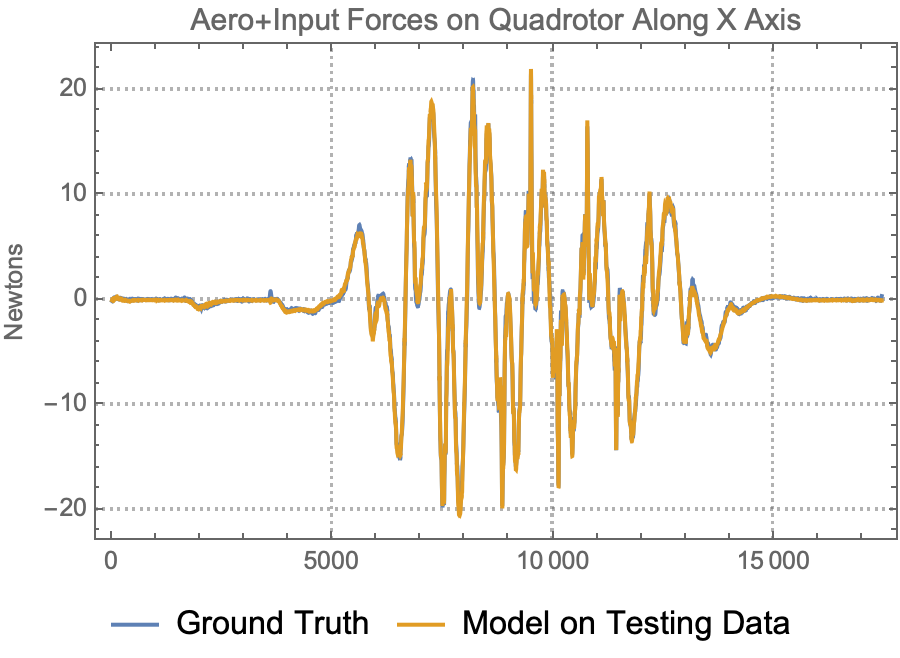 Aero+Input Forces on Quadrotor Along X Axis
Newtons
20
10
0
−10
−20
0 5000 10 000 15 000
Ground Truth Model on Testing Data